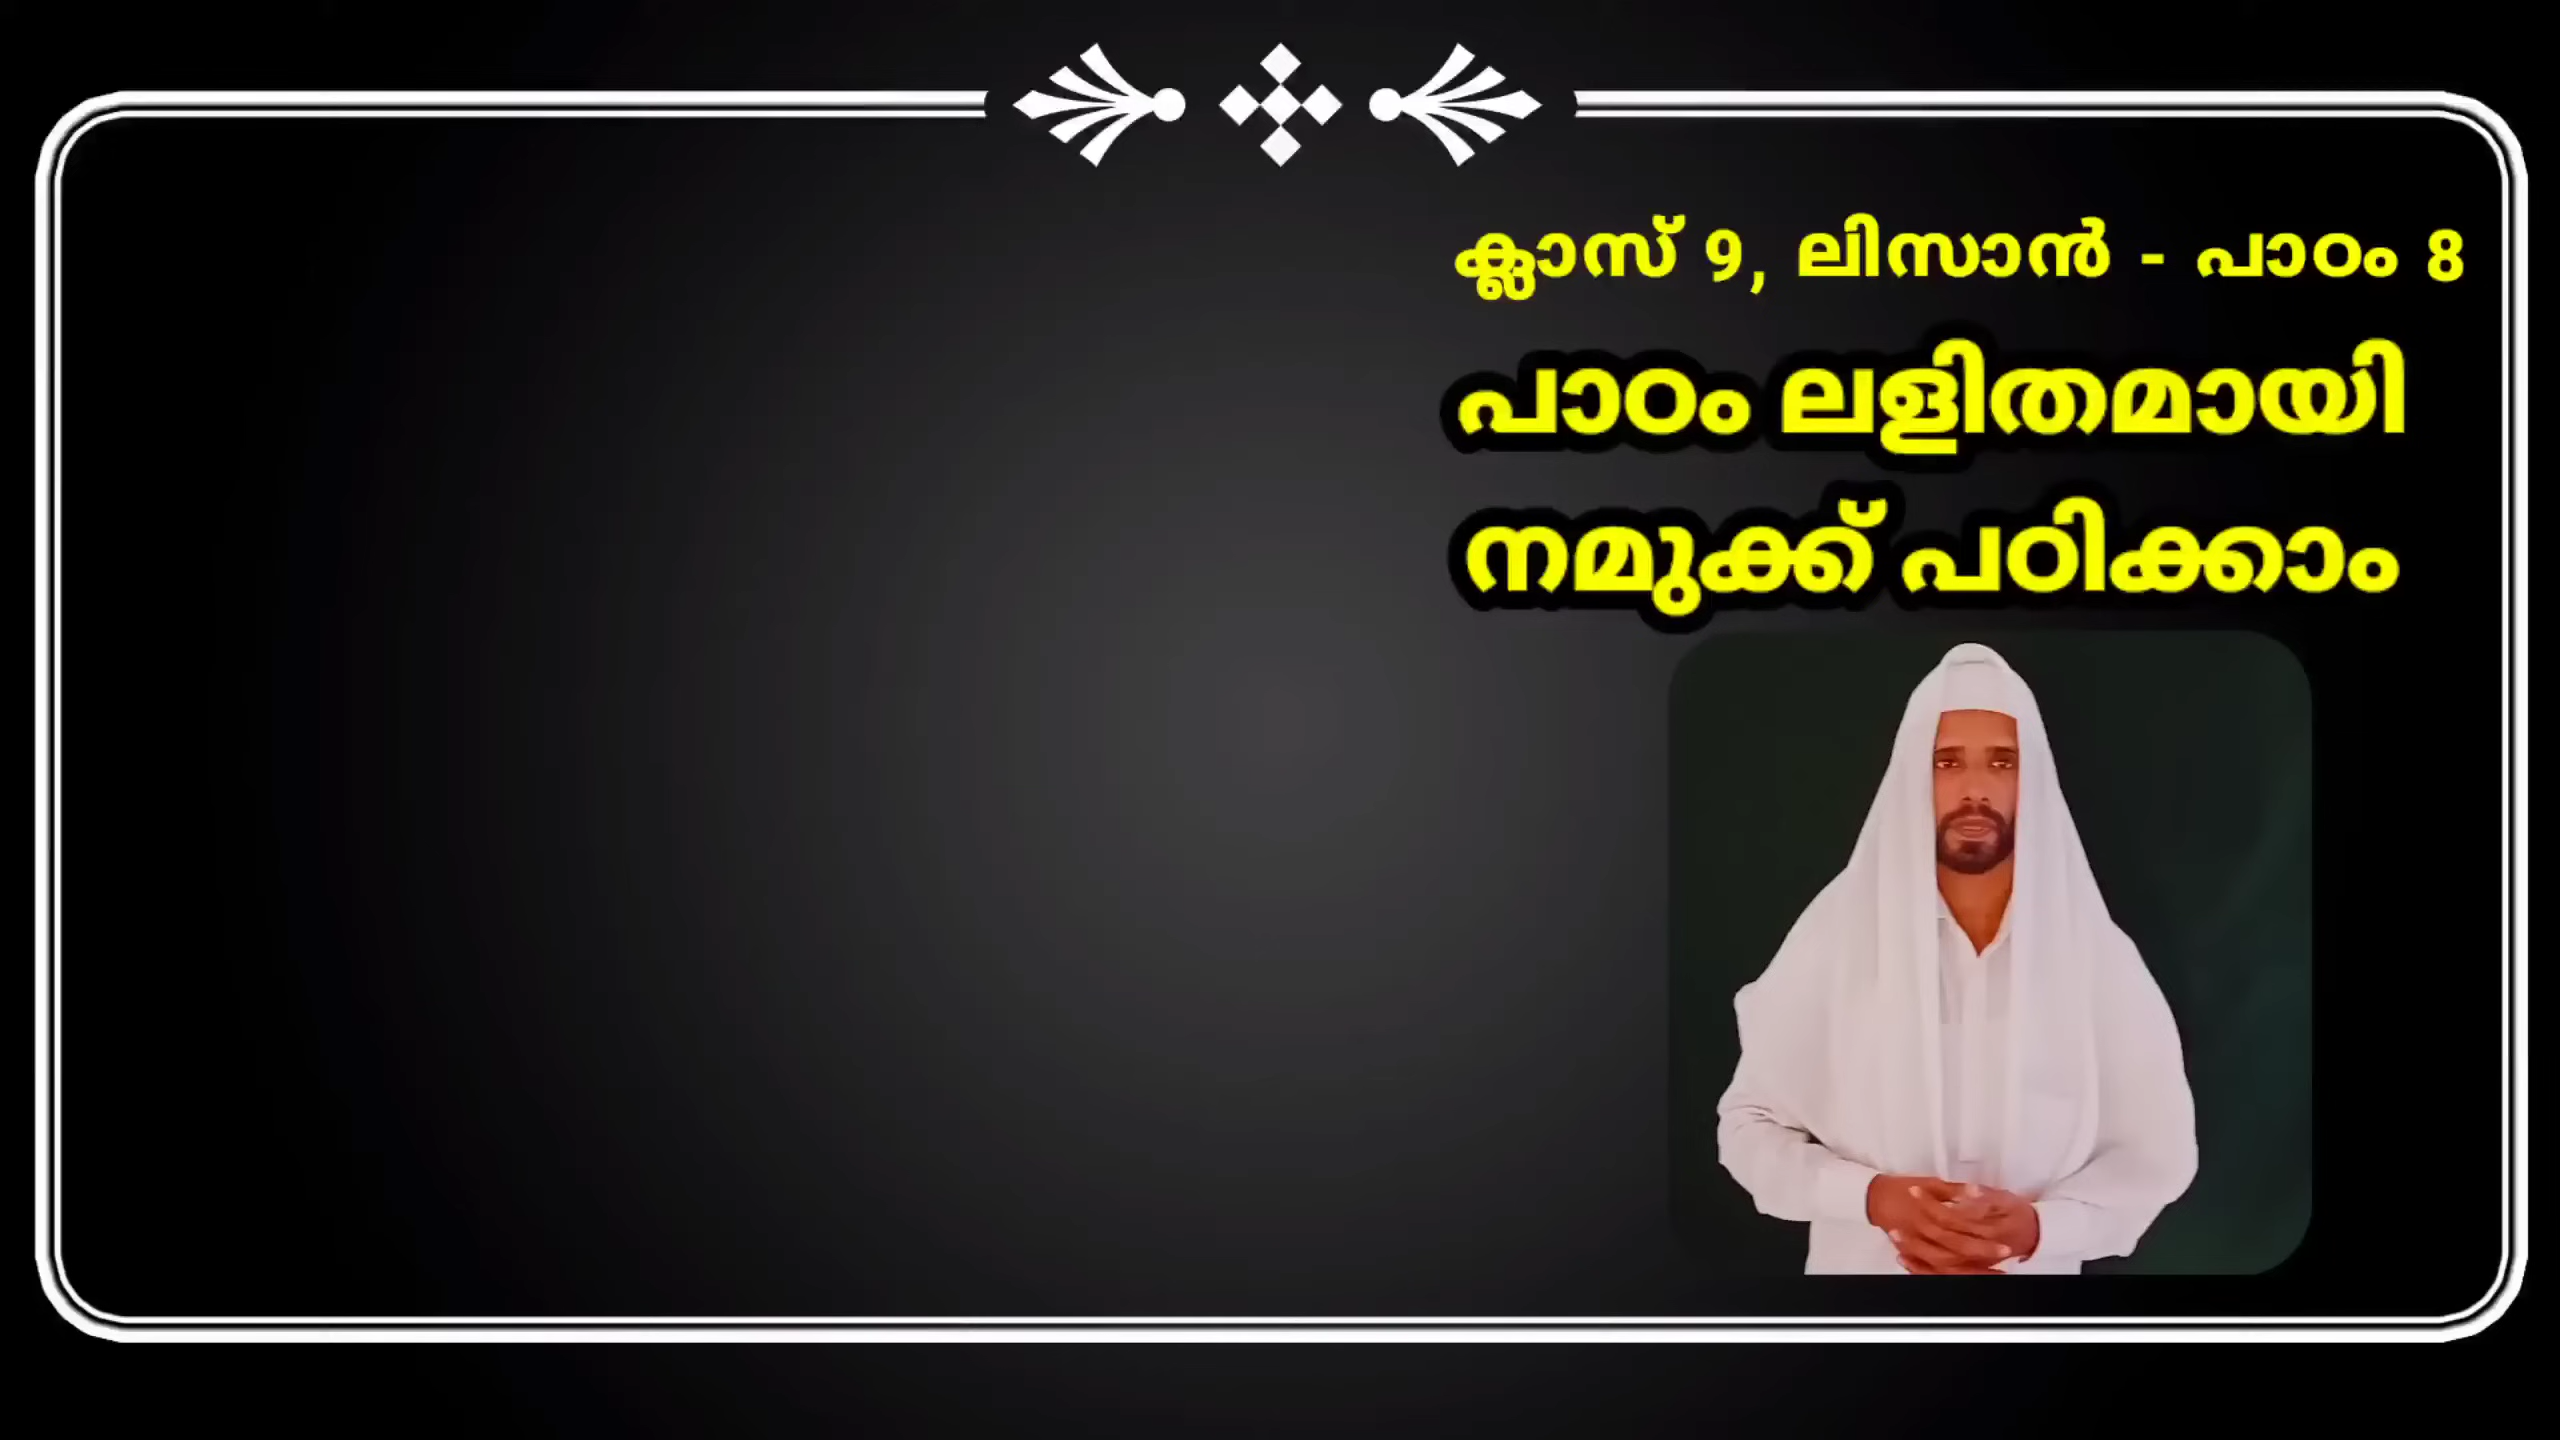 ക്ലാസ് 9, ലിസാൻ - പാഠം 8
പാഠം ലളിതമായി
നമുക്ക് പഠിക്കാം